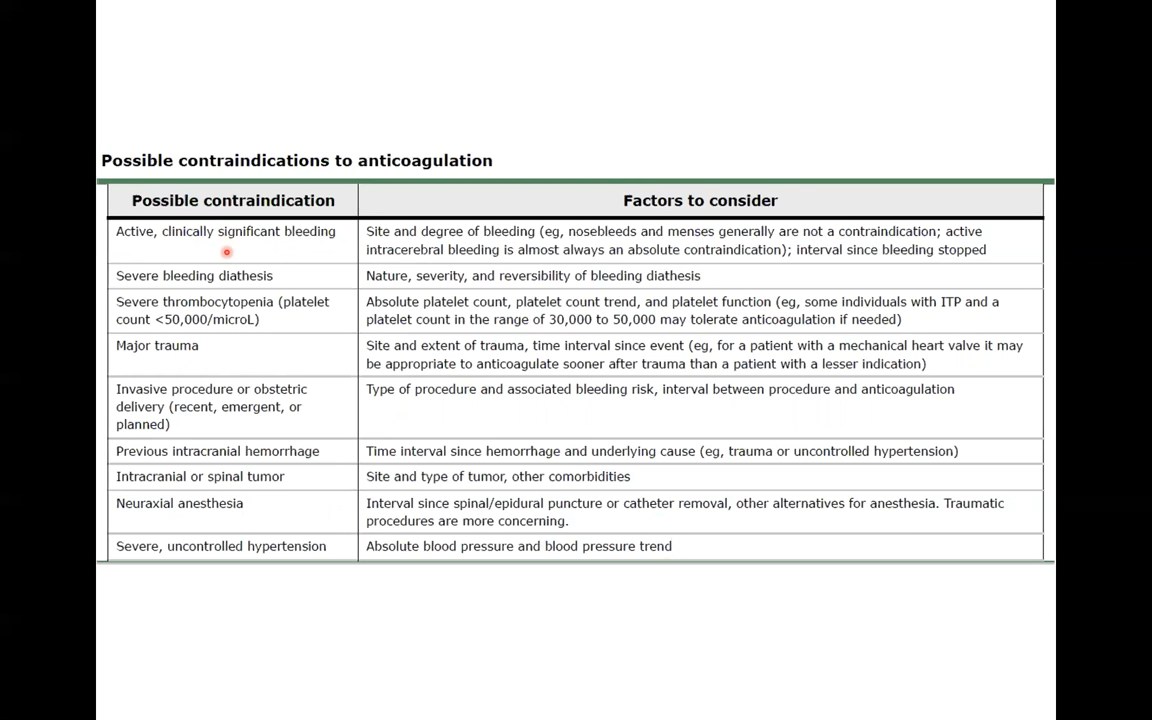 Possible contraindications to anticoagulation
Possible contraindication
Factors to consider
Active, clinically significant bleeding
Site and degree of bleeding (eg, nosebleeds and menses generally are not a contraindication; active
intracerebral bleeding is almost always an absolute contraindication); interval since bleeding stopped
Severe bleeding diathesis
Nature, severity, and reversibility of bleeding diathesis
Severe thrombocytopenia (platelet
count <50,000/microL)
Absolute platelet count, platelet count trend, and platelet function (eg, some individuals with ITP and a
platelet count in the range of 30,000 to 50,000 may tolerate anticoagulation if needed)
Major trauma
Site and extent of trauma, time interval since event (eg, for a patient with a mechanical heart valve it may
be appropriate to anticoagulate sooner after trauma than a patient with a lesser indication)
Invasive procedure or obstetric
delivery (recent, emergent, or
planned)
Type of procedure and associated bleeding risk, interval between procedure and anticoagulation
Previous intracranial hemorrhage
Time interval since hemorrhage and underlying cause (eg, trauma or uncontrolled hypertension)
Intracranial or spinal tumor
Site and type of tumor, other comorbidities
Neuraxial anesthesia
Interval since spinal/epidural puncture or catheter removal, other alternatives for anesthesia. Traumatic
procedures are more concerning.
Severe, uncontrolled hypertension
Absolute blood pressure and blood pressure trend